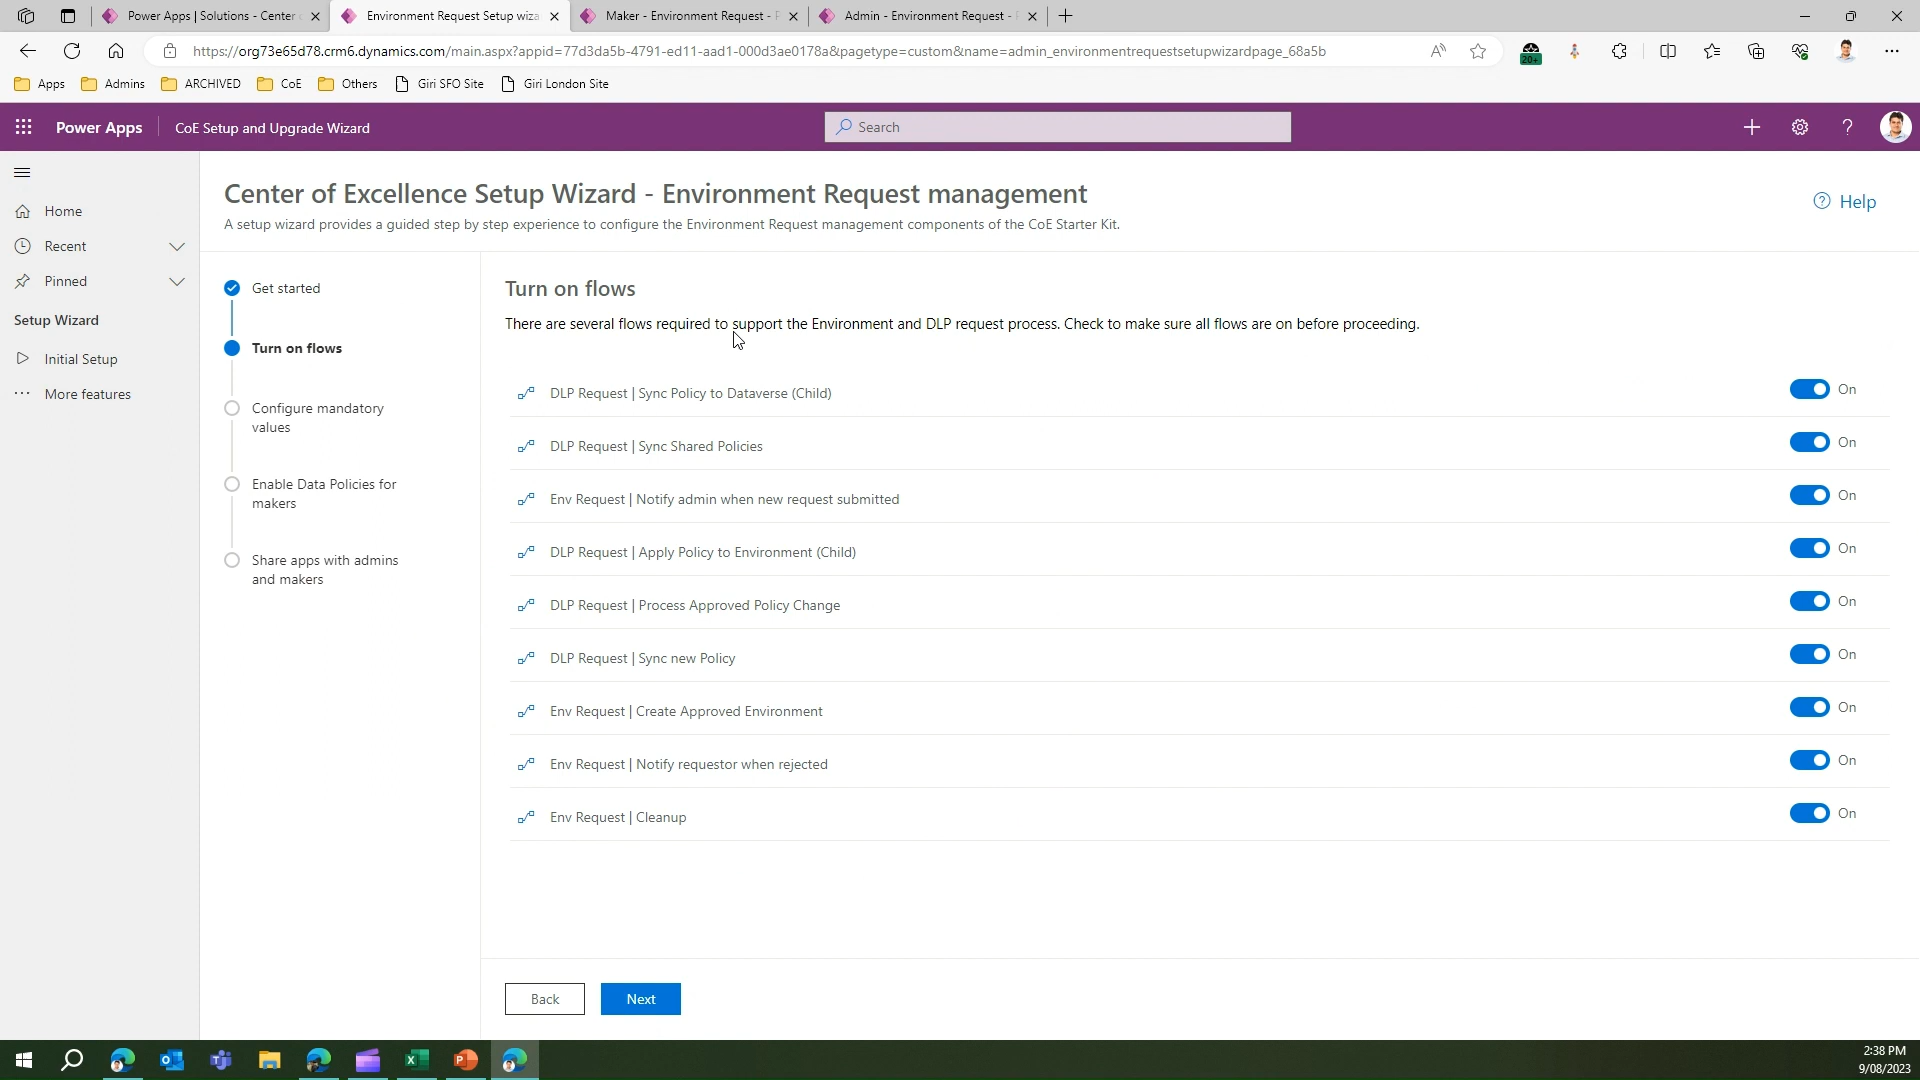 Power Apps | Solutions - Center
Environment Request Setup wiza
Maker - Environment Request -
Admin - Environment Request -
https://org73e65d78.crm6.dynamics.com/main.aspx?appid=77d3da5b-4791-ed11-aad1-000d3ae0178a&pagetype=custom&name=admin_environmentrequestsetupwizardpage_68a5b
20+
Apps
Admins
ARCHIVED
CoE
Others
Giri SFO Site
Giri London Site
Power Apps
CoE Setup and Upgrade Wizard
Search
Home
Recent
Pinned
Setup Wizard
Initial Setup
More features
Center of Excellence Setup Wizard - Environment Request management
A setup wizard provides a guided step by step experience to configure the Environment Request management components of the CoE Starter Kit.
Help
Get started
Turn on flows
Configure mandatory
values
Enable Data Policies for
makers
Share apps with admins
and makers
Turn on flows
There are several flows required to support the Environment and DLP request process. Check to make sure all flows are on before proceeding.
DLP Request | Sync Policy to Dataverse (Child) On
DLP Request | Sync Shared Policies On
Env Request | Notify admin when new request submitted On
DLP Request | Apply Policy to Environment (Child) On
DLP Request | Process Approved Policy Change On
DLP Request | Sync new Policy On
Env Request | Create Approved Environment On
Env Request | Notify requestor when rejected On
Env Request | Cleanup On
Back
Next
2:38 PM
9/08/2023